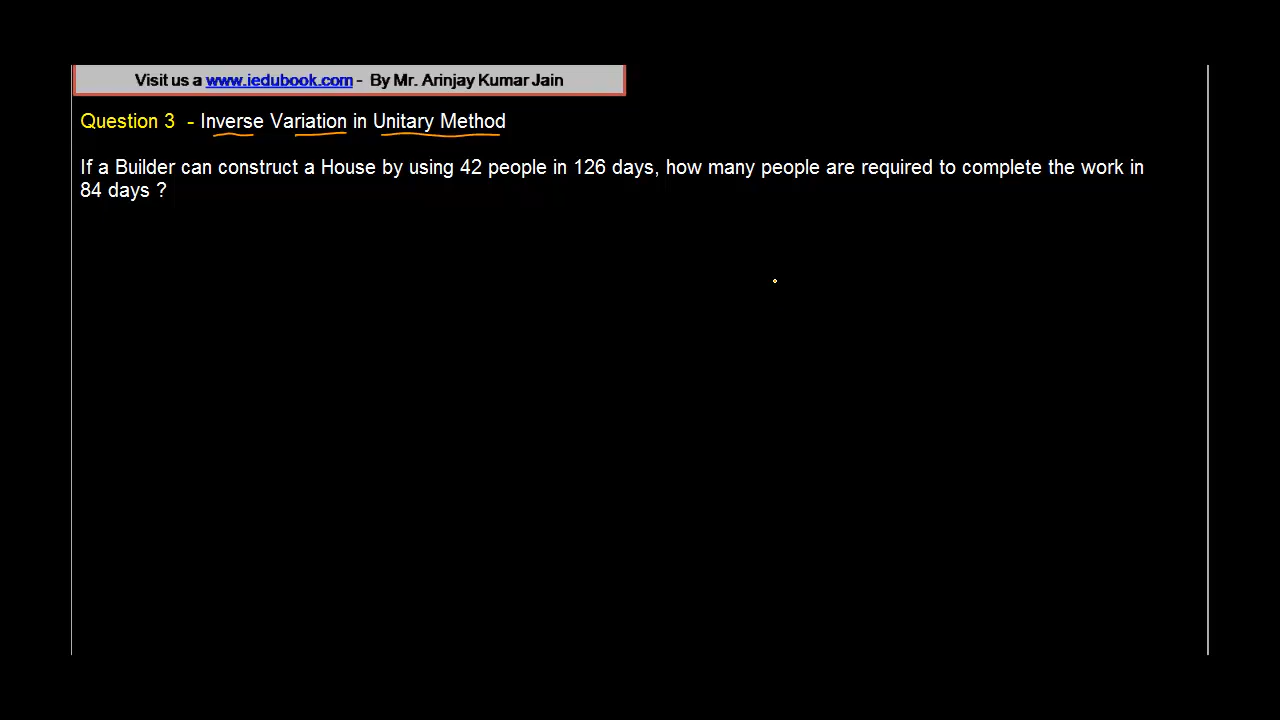 Visit us a www.iedubook.com - By Mr. Arinjay Kumar Jain
Question 3 - Inverse Variation in Unitary Method
If a Builder can construct a House by using 42 people in 126 days, how many people are required to complete the work in
84 days ?